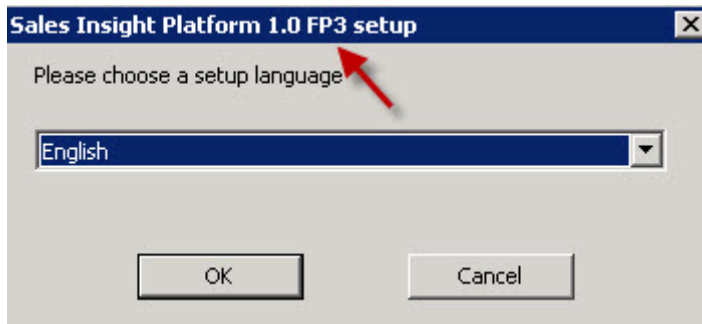 Sales Insight Platform 1.0 FP3 setup
Please choose a setup language
English
OK
Cancel